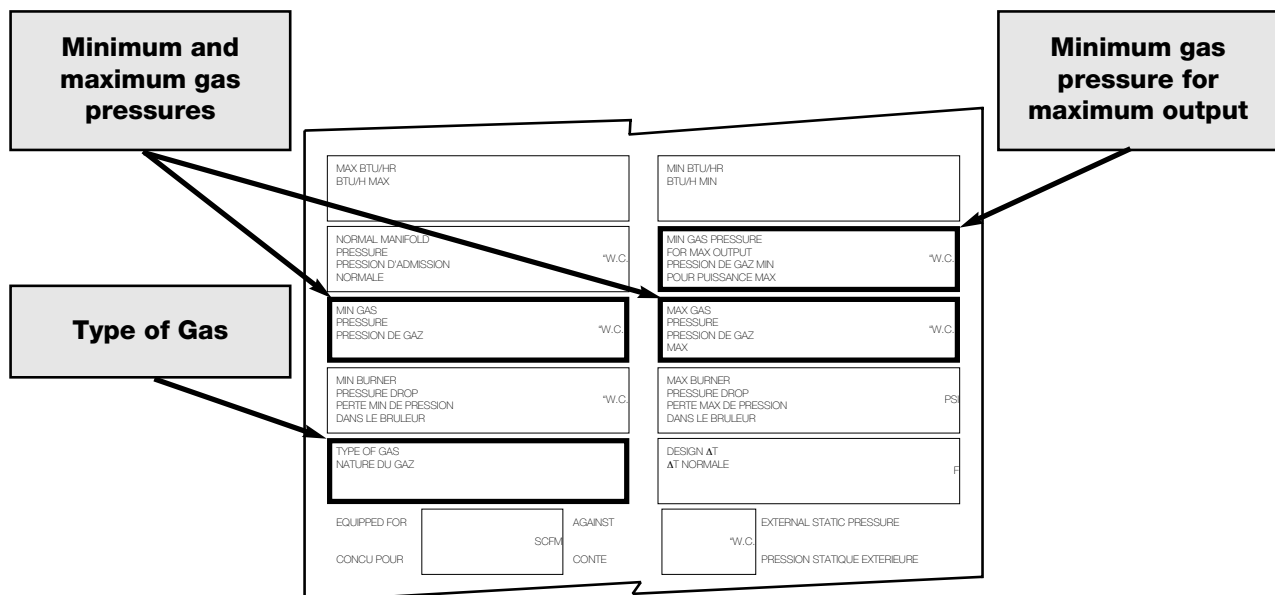 Minimum and
maximum gas
pressures
Minimum gas
pressure for
maximum output
MAX BTU/HR
BTU/H MAX
MIN BTU/HR
BTU/H MIN
NORMAL MANIFOLD
PRESSURE
PRESSION D'ADMISSION
NORMALE
"W.C.
MIN GAS PRESSURE
FOR MAX OUTPUT
PRESSION DE GAZ MIN
POUR PUISSANCE MAX
"W.C.
Type of Gas
MIN GAS
PRESSURE
PRESSION DE GAZ
"W.C.
MAX GAS
PRESSURE
PRESSION DE GAZ
MAX
"W.C.
MIN BURNER
PRESSURE DROP
PERTE MIN DE PRESSION
DANS LE BRULEUR
"W.C.
MAX BURNER
PRESSURE DROP
PERTE MAX DE PRESSION
DANS LE BRULEUR
PSI
TYPE OF GAS
NATURE DU GAZ
DESIGN ΔT
ΔT NORMALE
F
EQUIPPED FOR
CONCU POUR
SCFM
AGAINST
CONTE
"W.C.
EXTERNAL STATIC PRESSURE
PRESSION STATIQUE EXTERIEURE